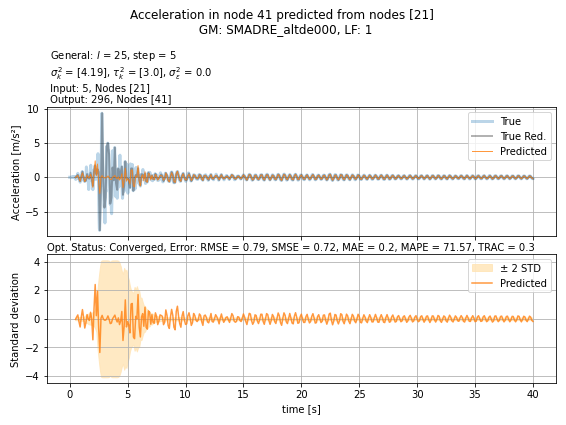 Acceleration in node 41 predicted from nodes [21]
GM: SMADRE_altde000, LF: 1
General: l = 25, step = 5
σ²ₖ = [4.19], τ²ₖ = [3.0], σ²ε = 0.0
Input: 5, Nodes [21]
Output: 296, Nodes [41]
10
5
0
−5
Acceleration [m/s²]
True
True Red.
Predicted
Opt. Status: Converged, Error: RMSE = 0.79, SMSE = 0.72, MAE = 0.2, MAPE = 71.57, TRAC = 0.3
4
2
0
−2
−4
Standard deviation
± 2 STD
Predicted
0 5 10 15 20 25 30 35 40
time [s]